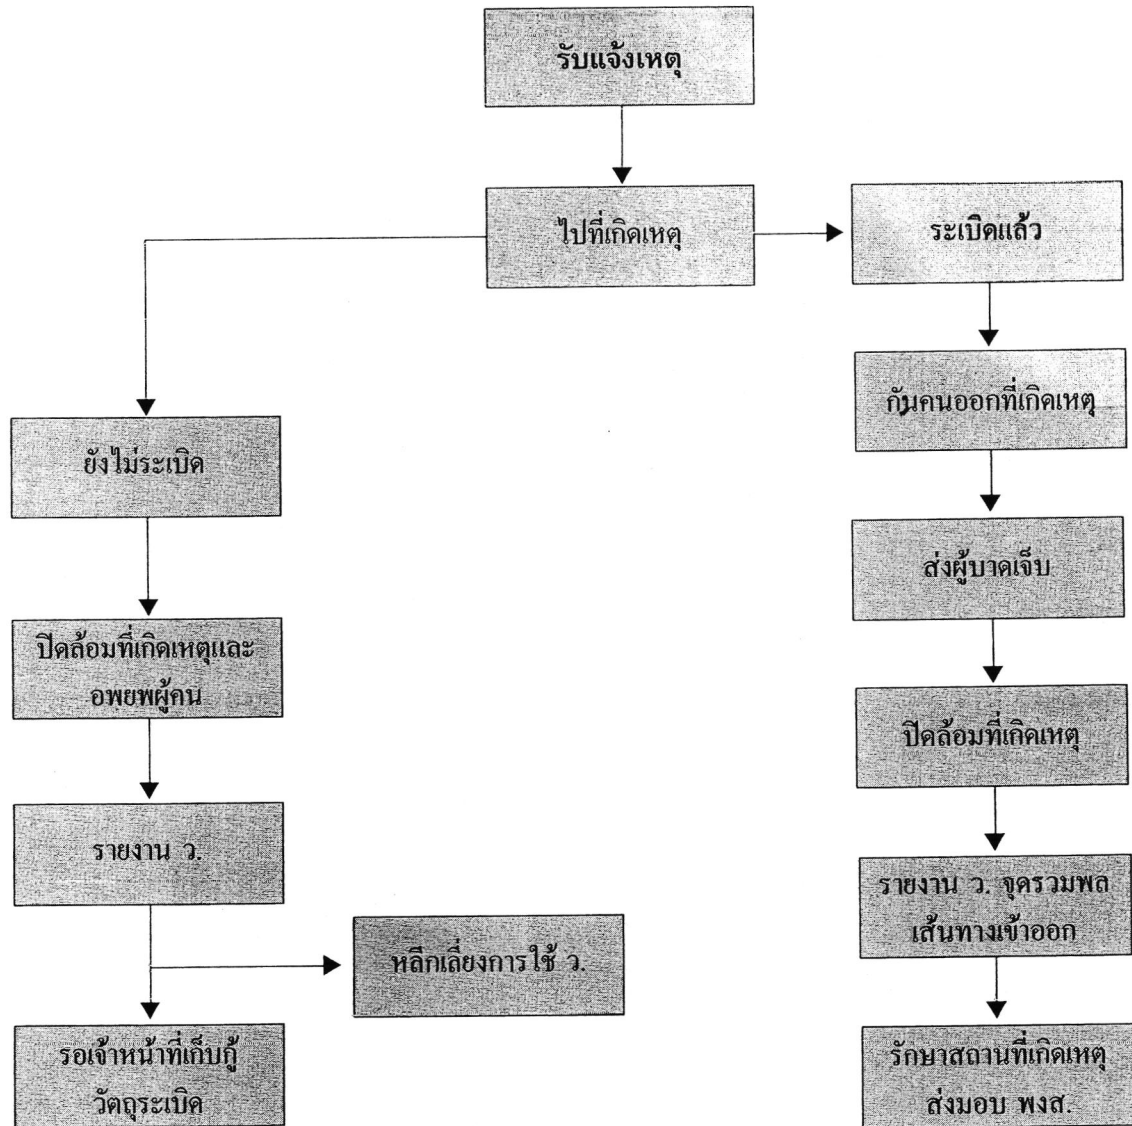 รับแจ้งเหตุ
ไปที่เกิดเหตุ
ระเบิดแล้ว
กันคนออกที่เกิดเหตุ
ยังไม่ระเบิด
ส่งผู้บาดเจ็บ
ปิดล้อมที่เกิดเหตุและ
อพยพผู้คน
ปิดล้อมที่เกิดเหตุ
รายงาน ว.
รายงาน ว. จุดรวมพล
เส้นทางเข้าออก
หลีกเลี่ยงการใช้ ว.
รอเจ้าหน้าที่เก็บกู้
วัตถุระเบิด
รักษาสถานที่เกิดเหตุ
ส่งมอบ พงส.